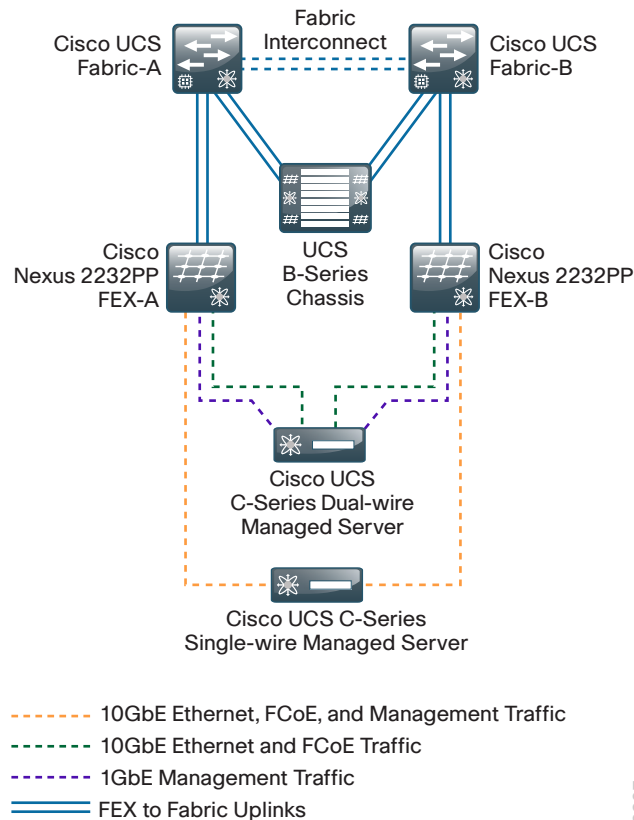 Fabric
Interconnect
Cisco UCS
Fabric-A
Cisco UCS
Fabric-B
UCS
B-Series
Chassis
Cisco
Nexus 2232PP
FEX-A
Cisco
Nexus 2232PP
FEX-B
Cisco UCS
C-Series Dual-wire
Managed Server
Cisco UCS C-Series
Single-wire Managed Server
10GbE Ethernet, FCoE, and Management Traffic
10GbE Ethernet and FCoE Traffic
1GbE Management Traffic
FEX to Fabric Uplinks